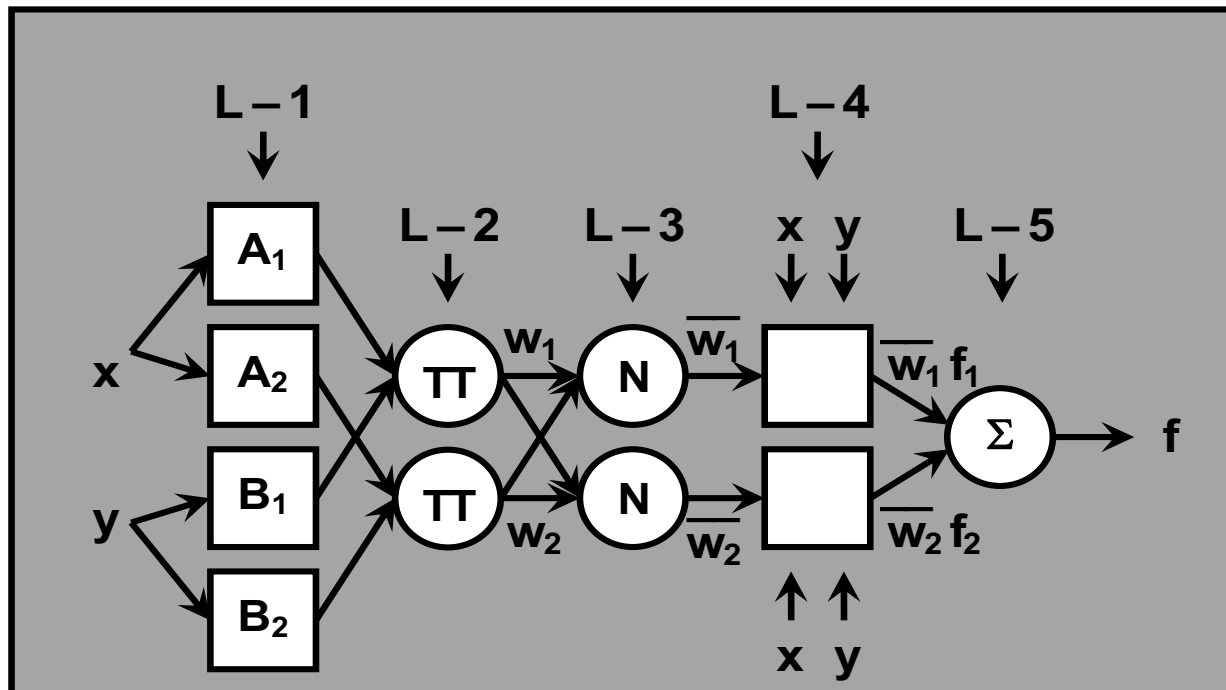 L – 1
L – 4
L – 2
L – 3
x y
L – 5
A₁
A₂
B₁
B₂
x
y
TT
TT
w₁
w₂
N
N
w̅₁
w̅₂
w̅₁ f₁
w̅₂ f₂
Σ
f
x y